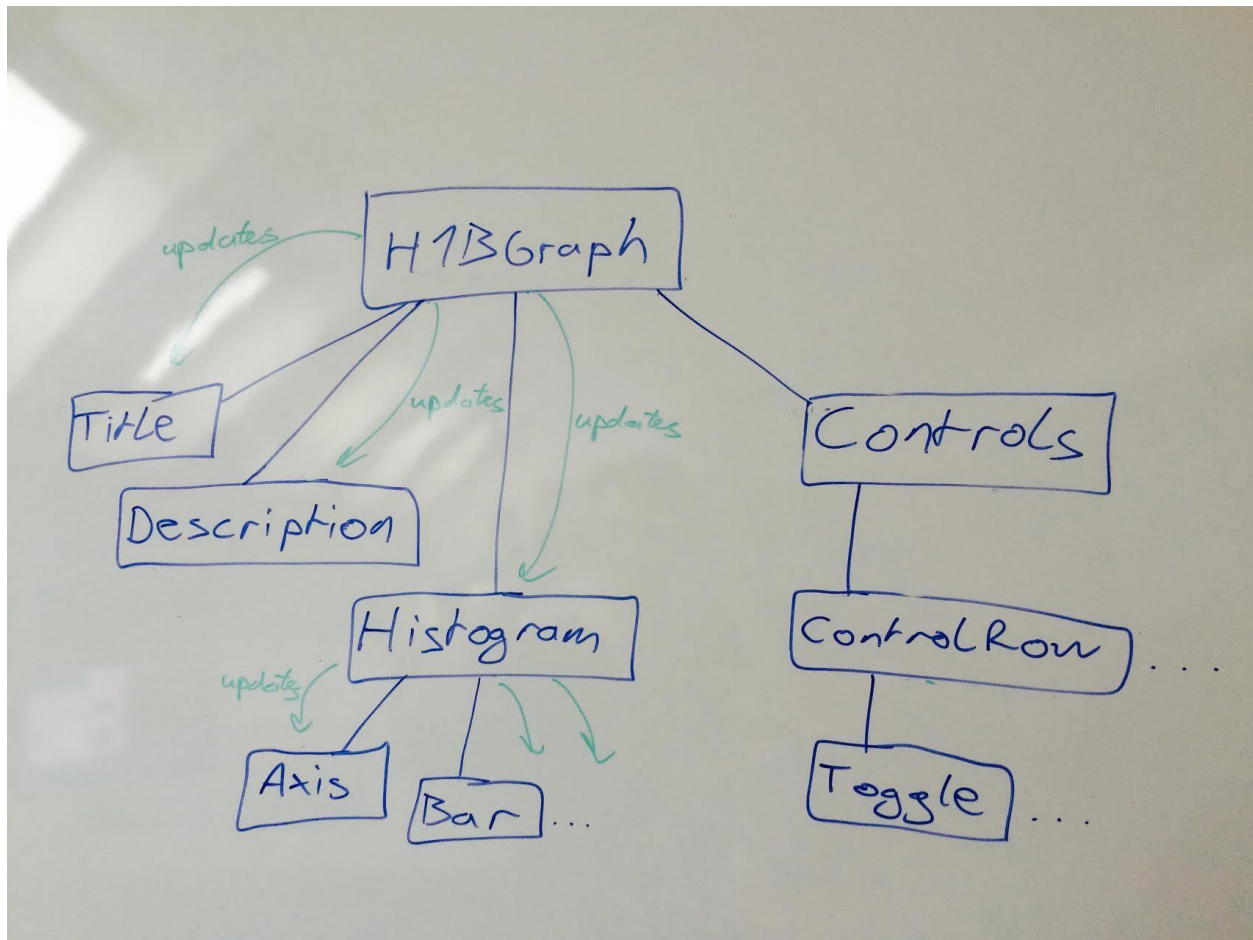 H1BGraph
updates
updates
updates
Title
Controls
Description
Histogram
ControlRow ....
updates
Axis
Bar ...
Toggle ....